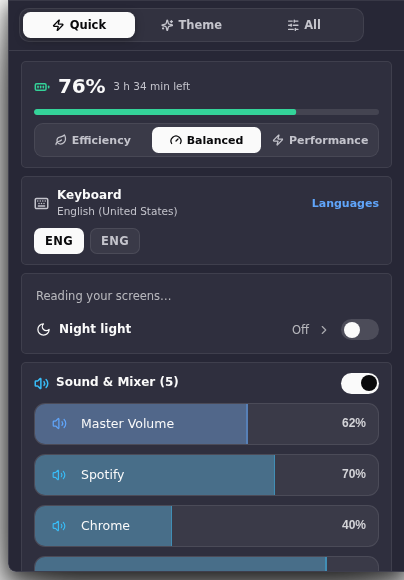 Quick
Theme
All
76% 3 h 34 min left
Efficiency
Balanced
Performance
Keyboard
English (United States)
Languages
ENG
ENG
Reading your screens...
Night light
Off
Sound & Mixer (5)
Master Volume 62%
Spotify 70%
Chrome 40%